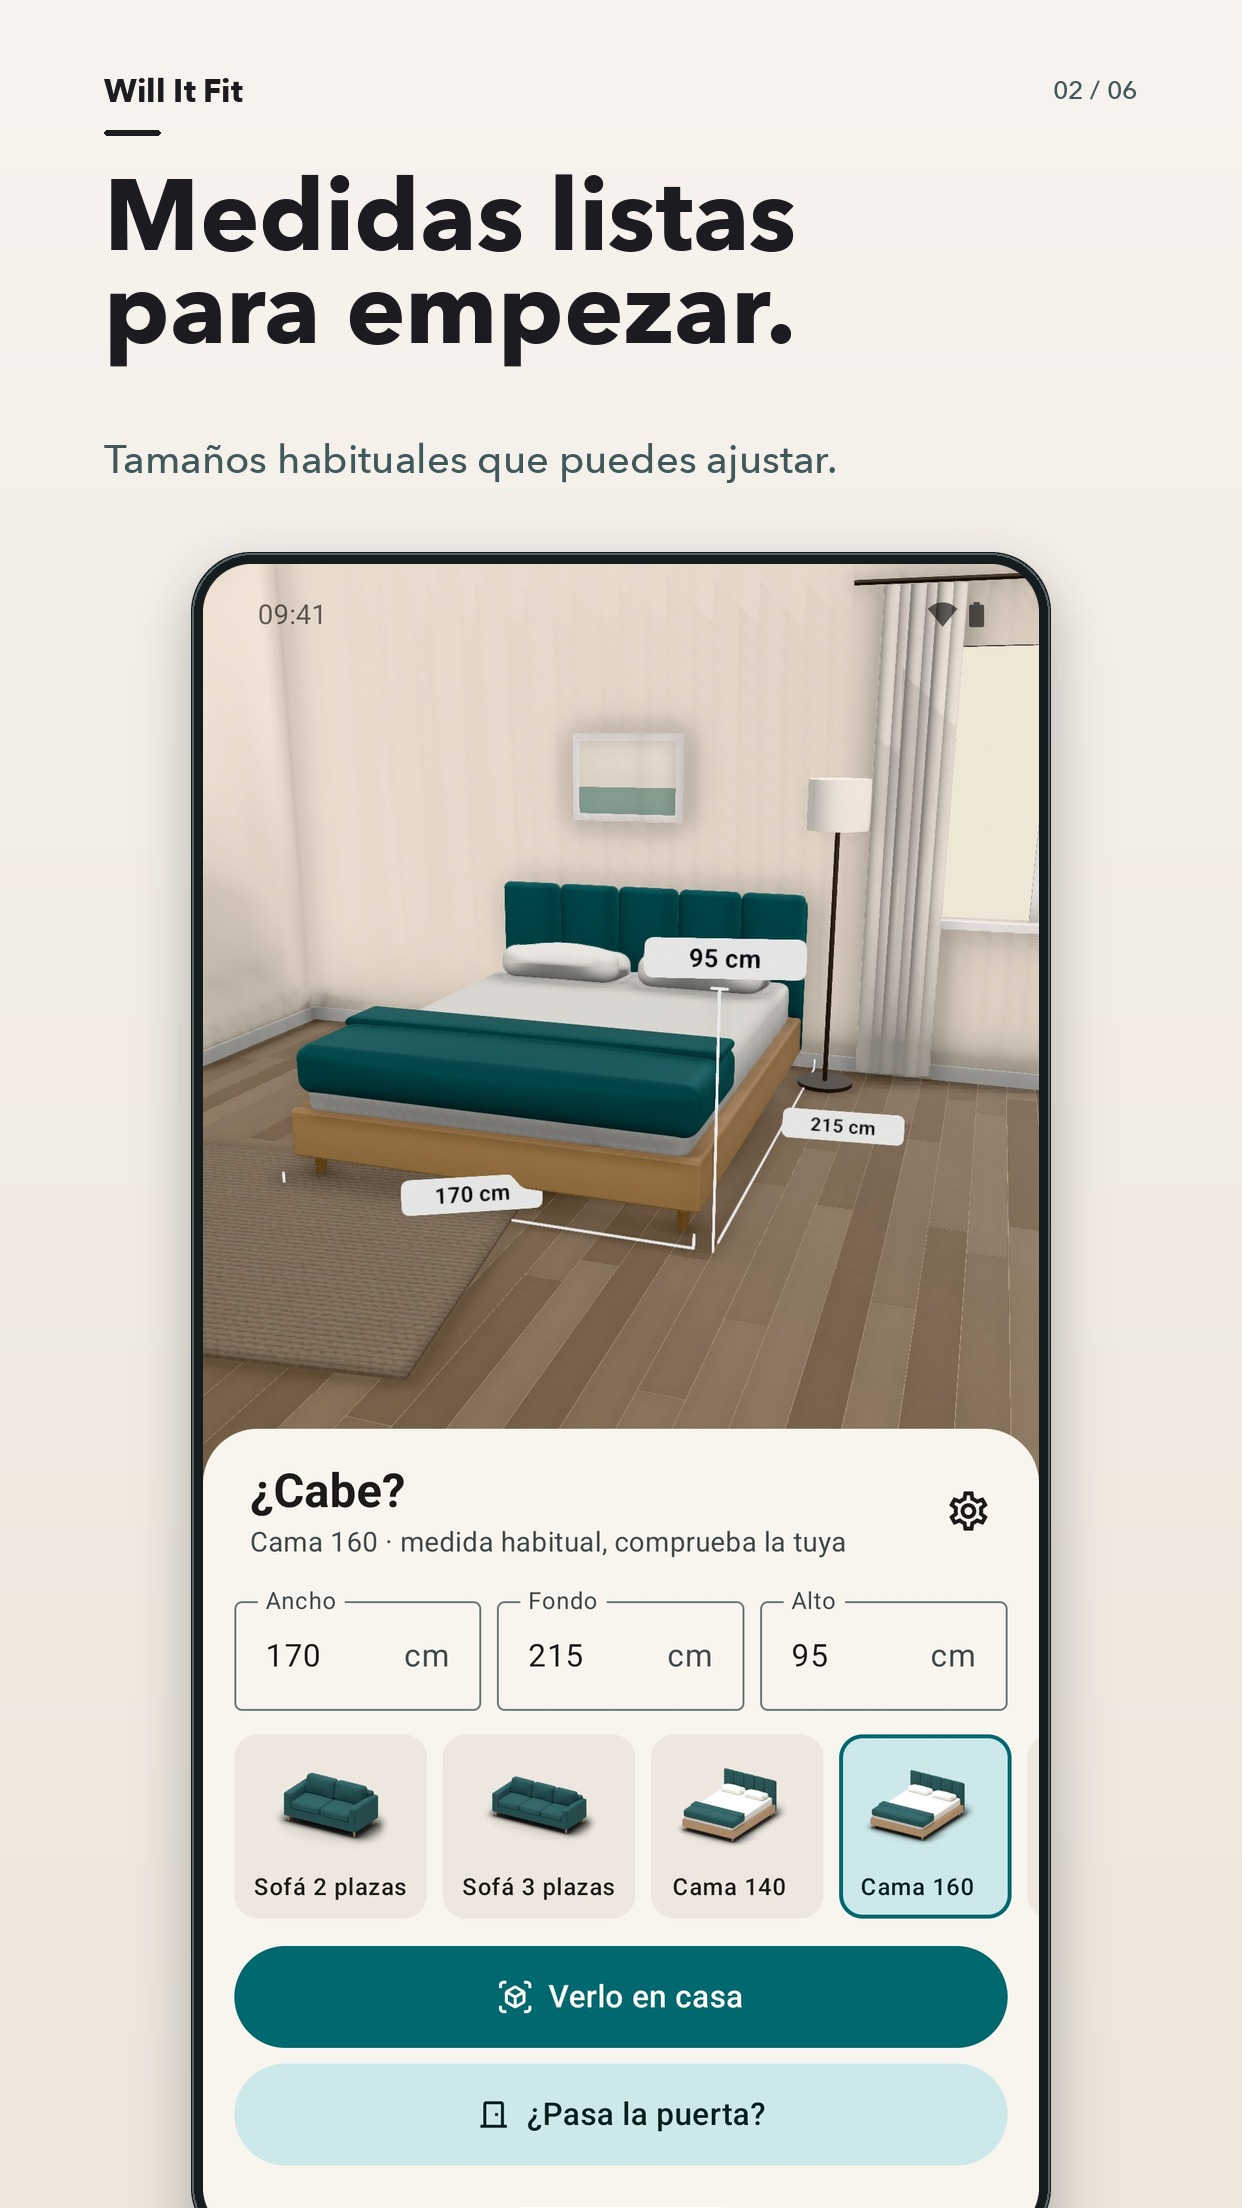 Will It Fit
02 / 06
Medidas listas
para empezar.
Tamaños habituales que puedes ajustar.
09:41
95 cm
215 cm
170 cm
¿Cabe?
Cama 160 · medida habitual, comprueba la tuya
Ancho
170 cm
Fondo
215 cm
Alto
95 cm
Sofá 2 plazas
Sofá 3 plazas
Cama 140
Cama 160
Verlo en casa
¿Pasa la puerta?